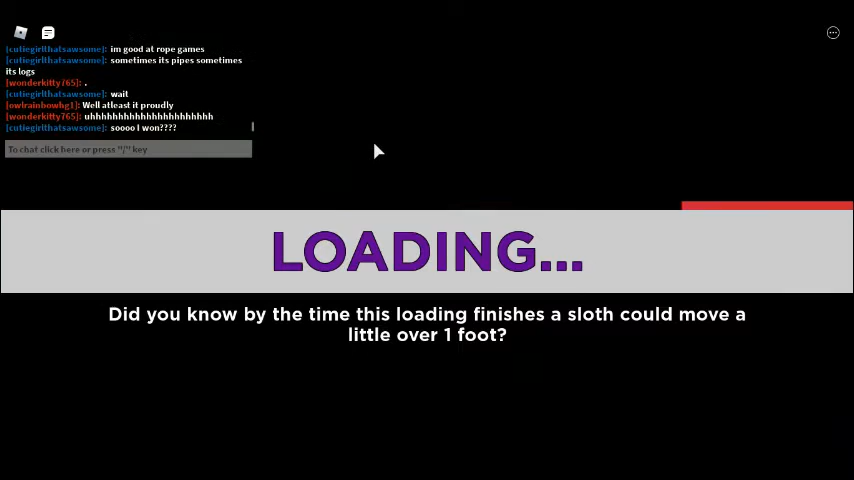 [cutiegirlthatsawsome]: im good at rope games
[cutiegirlthatsawsome]: sometimes its pipes sometimes
its logs
[wonderkitty765]: .
[cutiegirlthatsawsome]: wait
[owlrainbowhg1]: Well atleast it proudly
[wonderkitty765]: uhhhhhhhhhhhhhhhhhhhhhhh
[cutiegirlthatsawsome]: soooo I won????
To chat click here or press "/" key
LOADING...
Did you know by the time this loading finishes a sloth could move a
little over 1 foot?